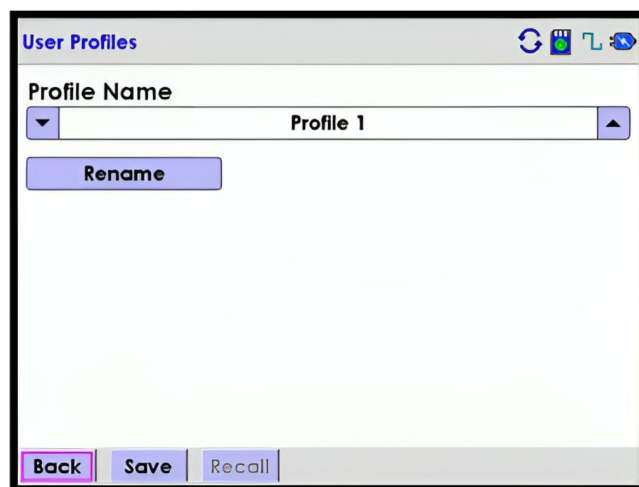 User Profiles
Profile Name
Profile 1
Rename
Back Save Recall